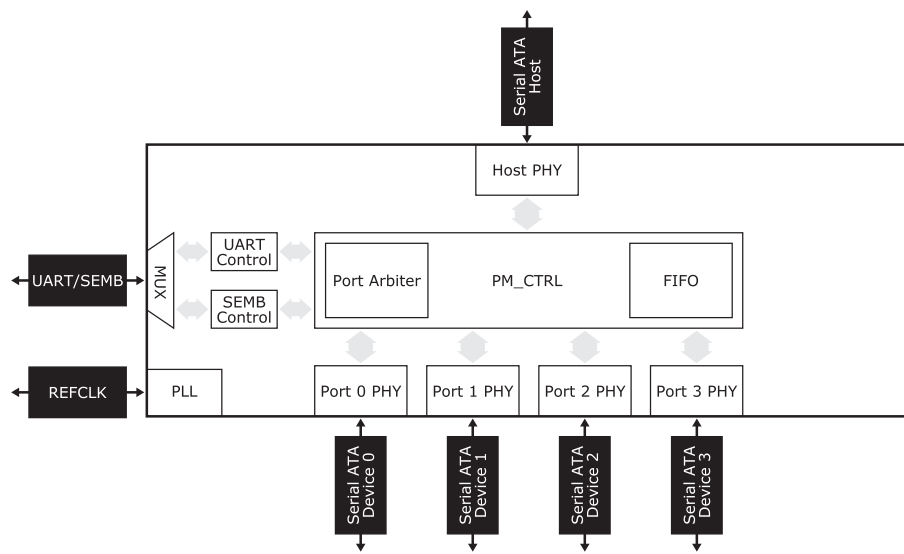 Serial ATA
Host
Host PHY
UART
Control
Port Arbiter
PM_CTRL
FIFO
UART/SEMB
MUX
SEMB
Control
REFCLK
PLL
Port 0 PHY
Port 1 PHY
Port 2 PHY
Port 3 PHY
Serial ATA
Device 0
Serial ATA
Device 1
Serial ATA
Device 2
Serial ATA
Device 3